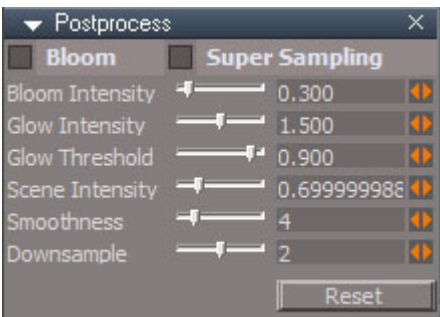 Postprocess
Bloom Super Sampling
Bloom Intensity 0.300
Glow Intensity 1.500
Glow Threshold 0.900
Scene Intensity 0.699999988
Smoothness 4
Downsample 2
Reset